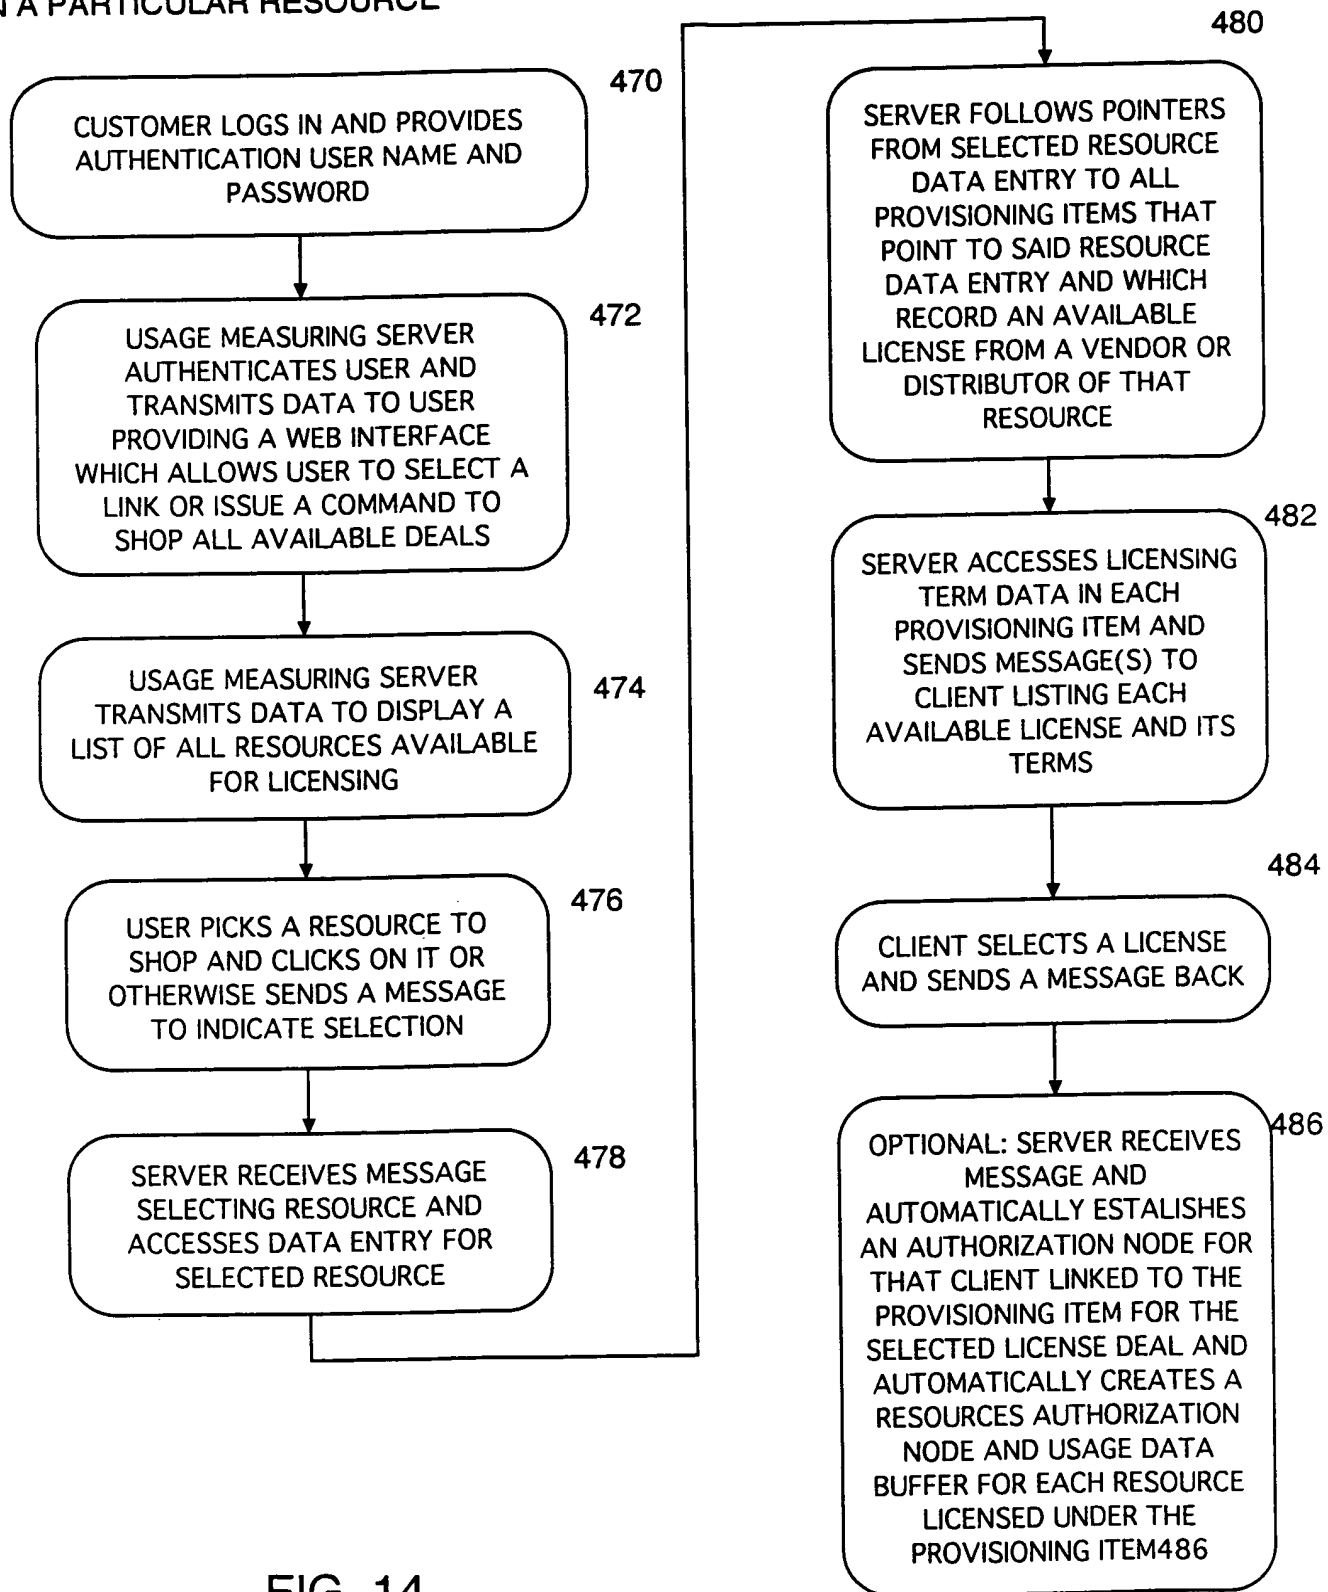 A PARTICULAR RESOURCE
470
CUSTOMER LOGS IN AND PROVIDES
AUTHENTICATION USER NAME AND
PASSWORD
472
USAGE MEASURING SERVER
AUTHENTICATES USER AND
TRANSMITS DATA TO USER
PROVIDING A WEB INTERFACE
WHICH ALLOWS USER TO SELECT A
LINK OR ISSUE A COMMAND TO
SHOP ALL AVAILABLE DEALS
474
USAGE MEASURING SERVER
TRANSMITS DATA TO DISPLAY A
LIST OF ALL RESOURCES AVAILABLE
FOR LICENSING
476
USER PICKS A RESOURCE TO
SHOP AND CLICKS ON IT OR
OTHERWISE SENDS A MESSAGE
TO INDICATE SELECTION
478
SERVER RECEIVES MESSAGE
SELECTING RESOURCE AND
ACCESSES DATA ENTRY FOR
SELECTED RESOURCE
480
SERVER FOLLOWS POINTERS
FROM SELECTED RESOURCE
DATA ENTRY TO ALL
PROVISIONING ITEMS THAT
POINT TO SAID RESOURCE
DATA ENTRY AND WHICH
RECORD AN AVAILABLE
LICENSE FROM A VENDOR OR
DISTRIBUTOR OF THAT
RESOURCE
482
SERVER ACCESSES LICENSING
TERM DATA IN EACH
PROVISIONING ITEM AND
SENDS MESSAGE(S) TO
CLIENT LISTING EACH
AVAILABLE LICENSE AND ITS
TERMS
484
CLIENT SELECTS A LICENSE
AND SENDS A MESSAGE BACK
486
OPTIONAL: SERVER RECEIVES
MESSAGE AND
AUTOMATICALLY ESTALISHES
AN AUTHORIZATION NODE FOR
THAT CLIENT LINKED TO THE
PROVISIONING ITEM FOR THE
SELECTED LICENSE DEAL AND
AUTOMATICALLY CREATES A
RESOURCES AUTHORIZATION
NODE AND USAGE DATA
BUFFER FOR EACH RESOURCE
LICENSED UNDER THE
PROVISIONING ITEM486
FIG. 14